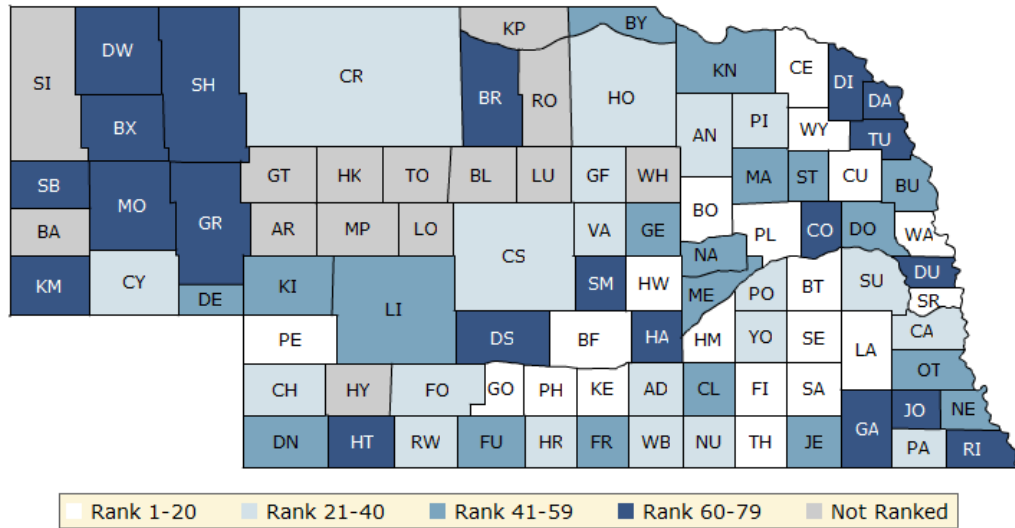 KP BY
DW CE
SI SH CR KN DI
BR RO HO DA
BX AN PI WY TU
GT HK TO BL LU GF WH MA ST CU BU
SB
MO BO
GR AR MP LO VA GE PL CO DO WA
BA
CS NA
KM CY KI SM HW DU
DE LI ME PO BT SU SR
PE DS BF HA HM YO SE LA CA
OT
CH HY FO GO PH KE AD CL FI SA
JO NE
DN HT RW FU HR FR WB NU TH JE GA PA RI
Rank 1-20 Rank 21-40 Rank 41-59 Rank 60-79 Not Ranked